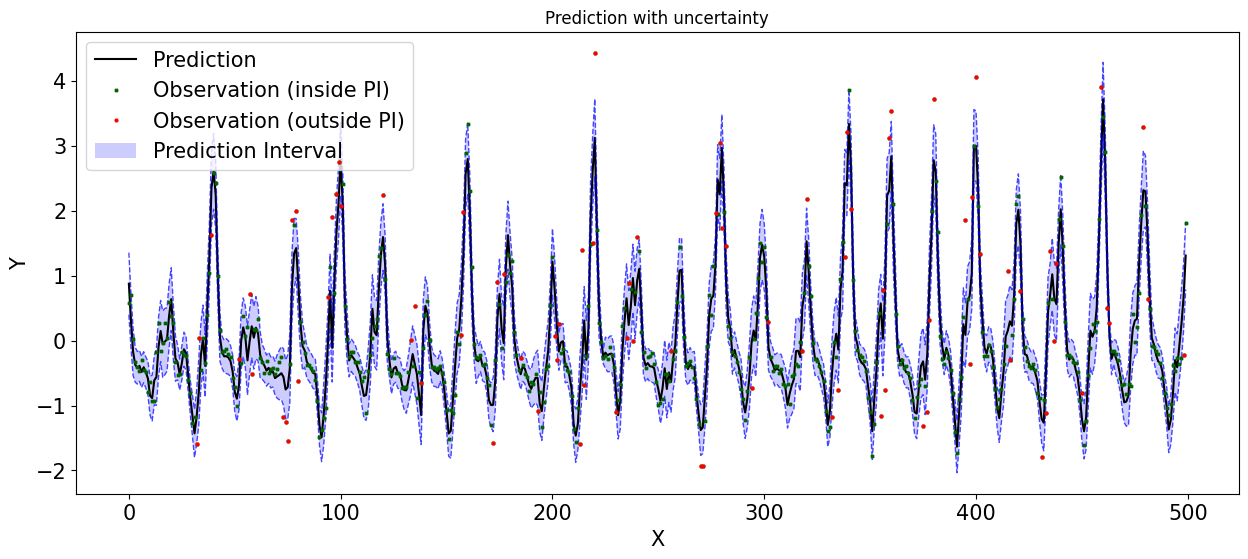 Prediction with uncertainty
Prediction
Observation (inside PI)
Observation (outside PI)
Prediction Interval
Y
4
3
2
1
0
−1
−2
0 100 200 300 400 500
X